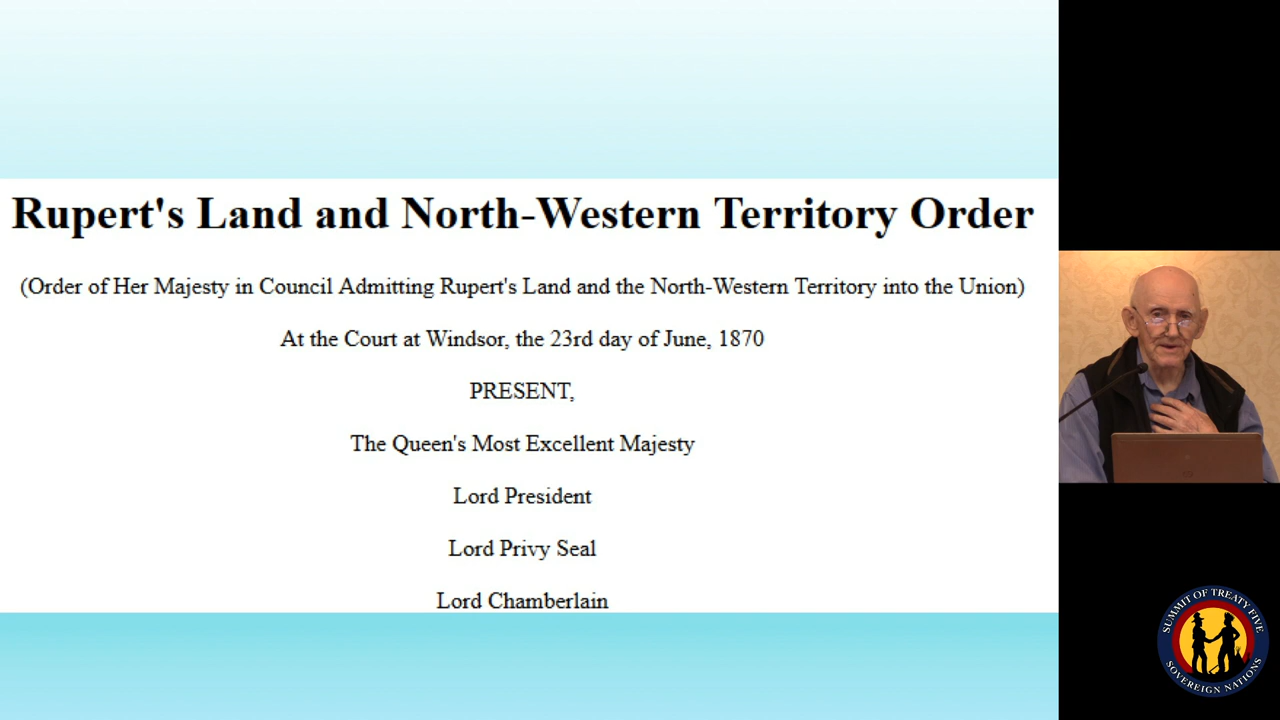 Rupert's Land and North-Western Territory Order
(Order of Her Majesty in Council Admitting Rupert's Land and the North-Western Territory into the Union)
At the Court at Windsor, the 23rd day of June, 1870
PRESENT,
The Queen's Most Excellent Majesty
Lord President
Lord Privy Seal
Lord Chamberlain
SUMMIT OF TREATY FIVE
SOVEREIGN NATIONS